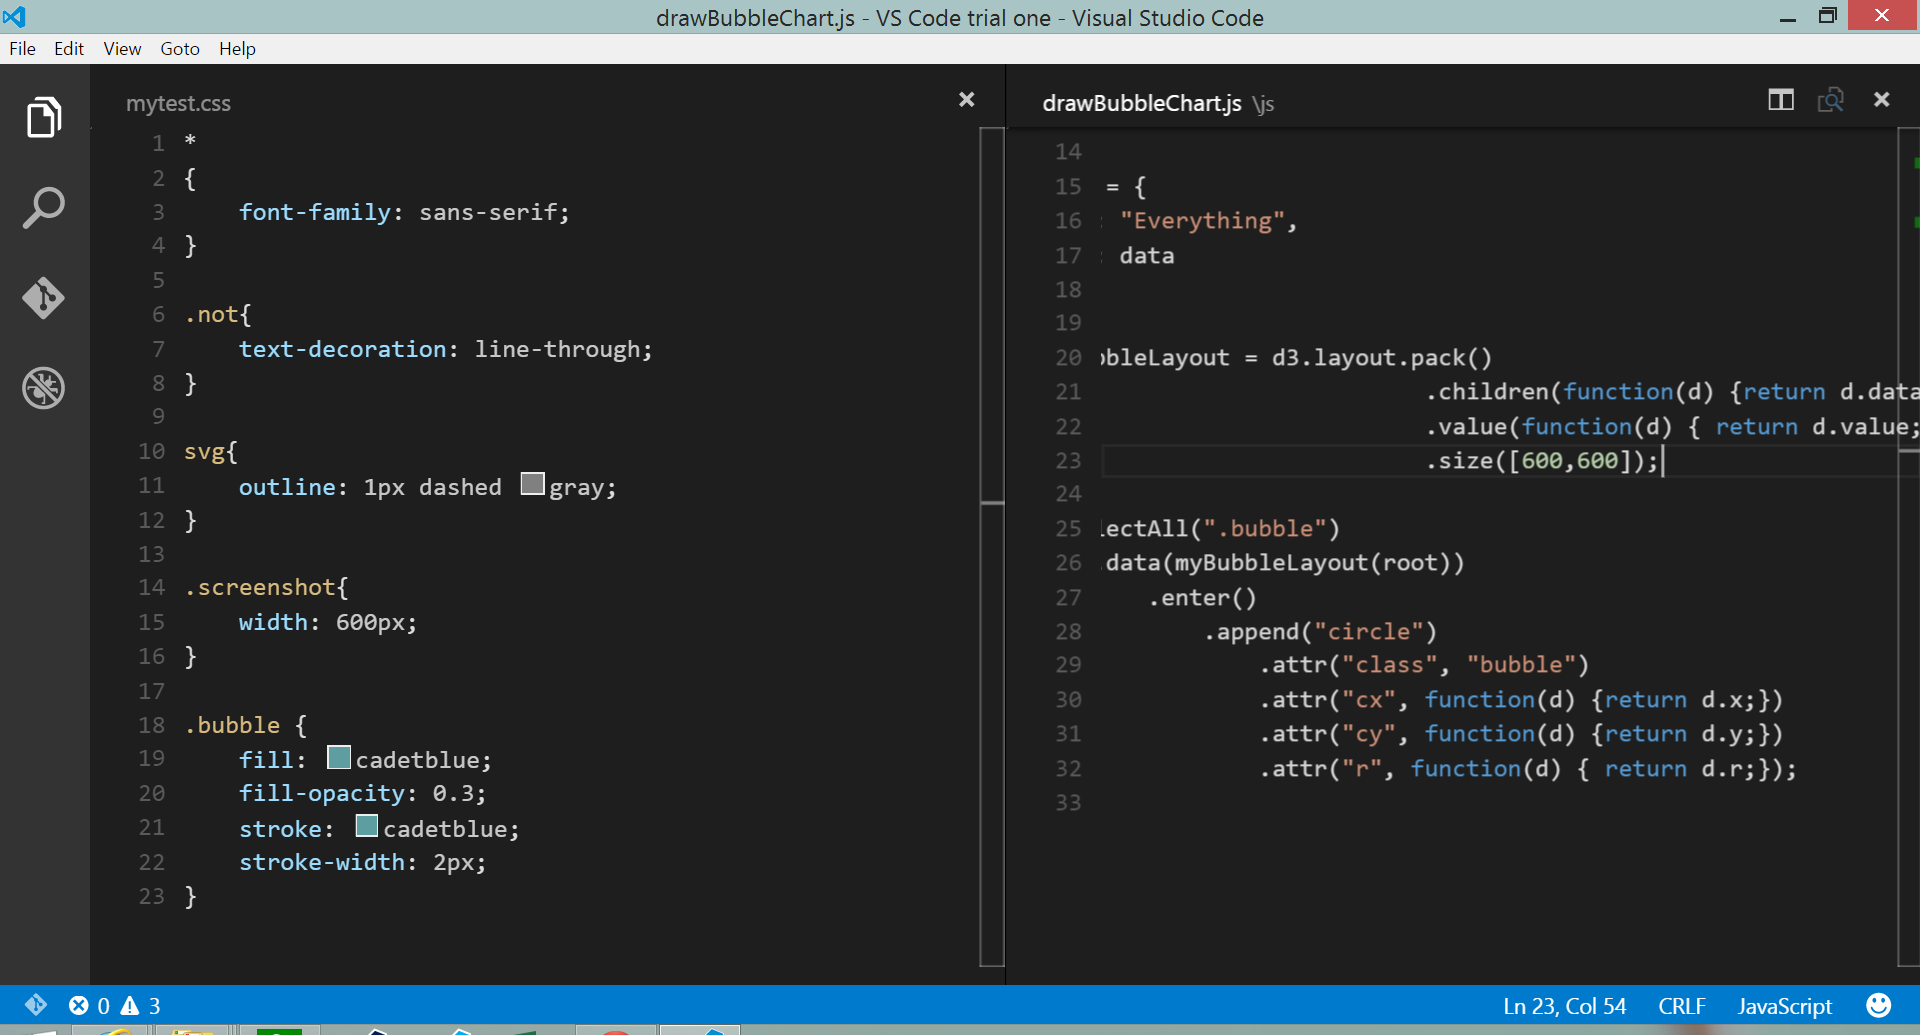 drawBubbleChart.js - VS Code trial one - Visual Studio Code
File Edit View Goto Help
mytest.css
1 *
2 {
3     font-family: sans-serif;
4 }
5
6 .not{
7     text-decoration: line-through;
8 }
9
10 svg{
11     outline: 1px dashed gray;
12 }
13
14 .screenshot{
15     width: 600px;
16 }
17
18 .bubble {
19     fill: cadetblue;
20     fill-opacity: 0.3;
21     stroke: cadetblue;
22     stroke-width: 2px;
23 }
drawBubbleChart.js \js
14
15 = {
16 : "Everything",
17 : data
18
19
20 bbleLayout = d3.layout.pack()
21 .children(function(d) {return d.data
22 .value(function(d) { return d.value;
23 .size([600,600]);
24
25 lectAll(".bubble")
26 .data(myBubbleLayout(root))
27     .enter()
28         .append("circle")
29             .attr("class", "bubble")
30             .attr("cx", function(d) {return d.x;})
31             .attr("cy", function(d) {return d.y;})
32             .attr("r", function(d) { return d.r;});
33
0 3
Ln 23, Col 54 CRLF JavaScript